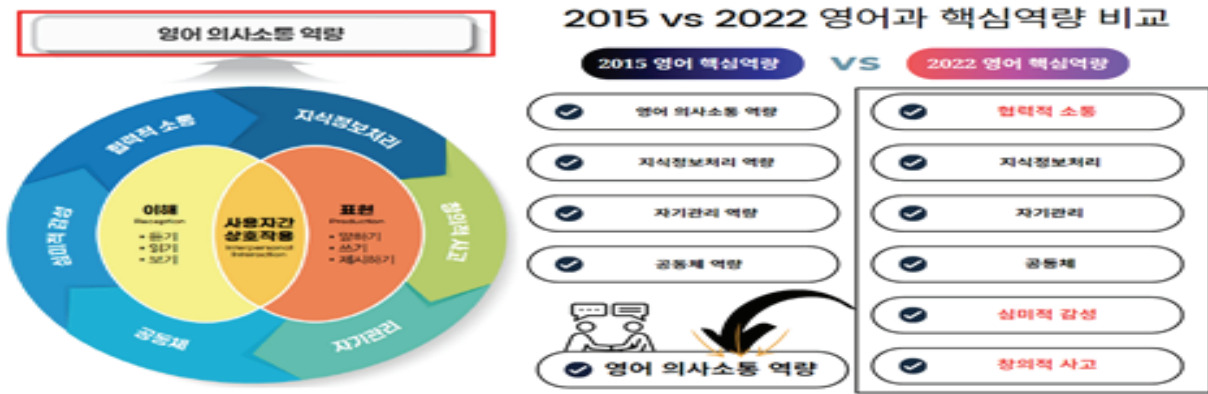 영어 의사소통 역량
협력적 소통
지식정보처리
창의적 사고
자기관리
공동체
심미적 감성
이해
Reception
• 듣기
• 읽기
• 보기
사용자간
상호작용
Interpersonal
Interaction
표현
Production
• 말하기
• 쓰기
• 제시하기
2015 vs 2022 영어과 핵심역량 비교
2015 영어 핵심역량
VS
2022 영어 핵심역량
영어 의사소통 역량
지식정보처리 역량
자기관리 역량
공동체 역량
영어 의사소통 역량
협력적 소통
지식정보처리
자기관리
공동체
심미적 감성
창의적 사고